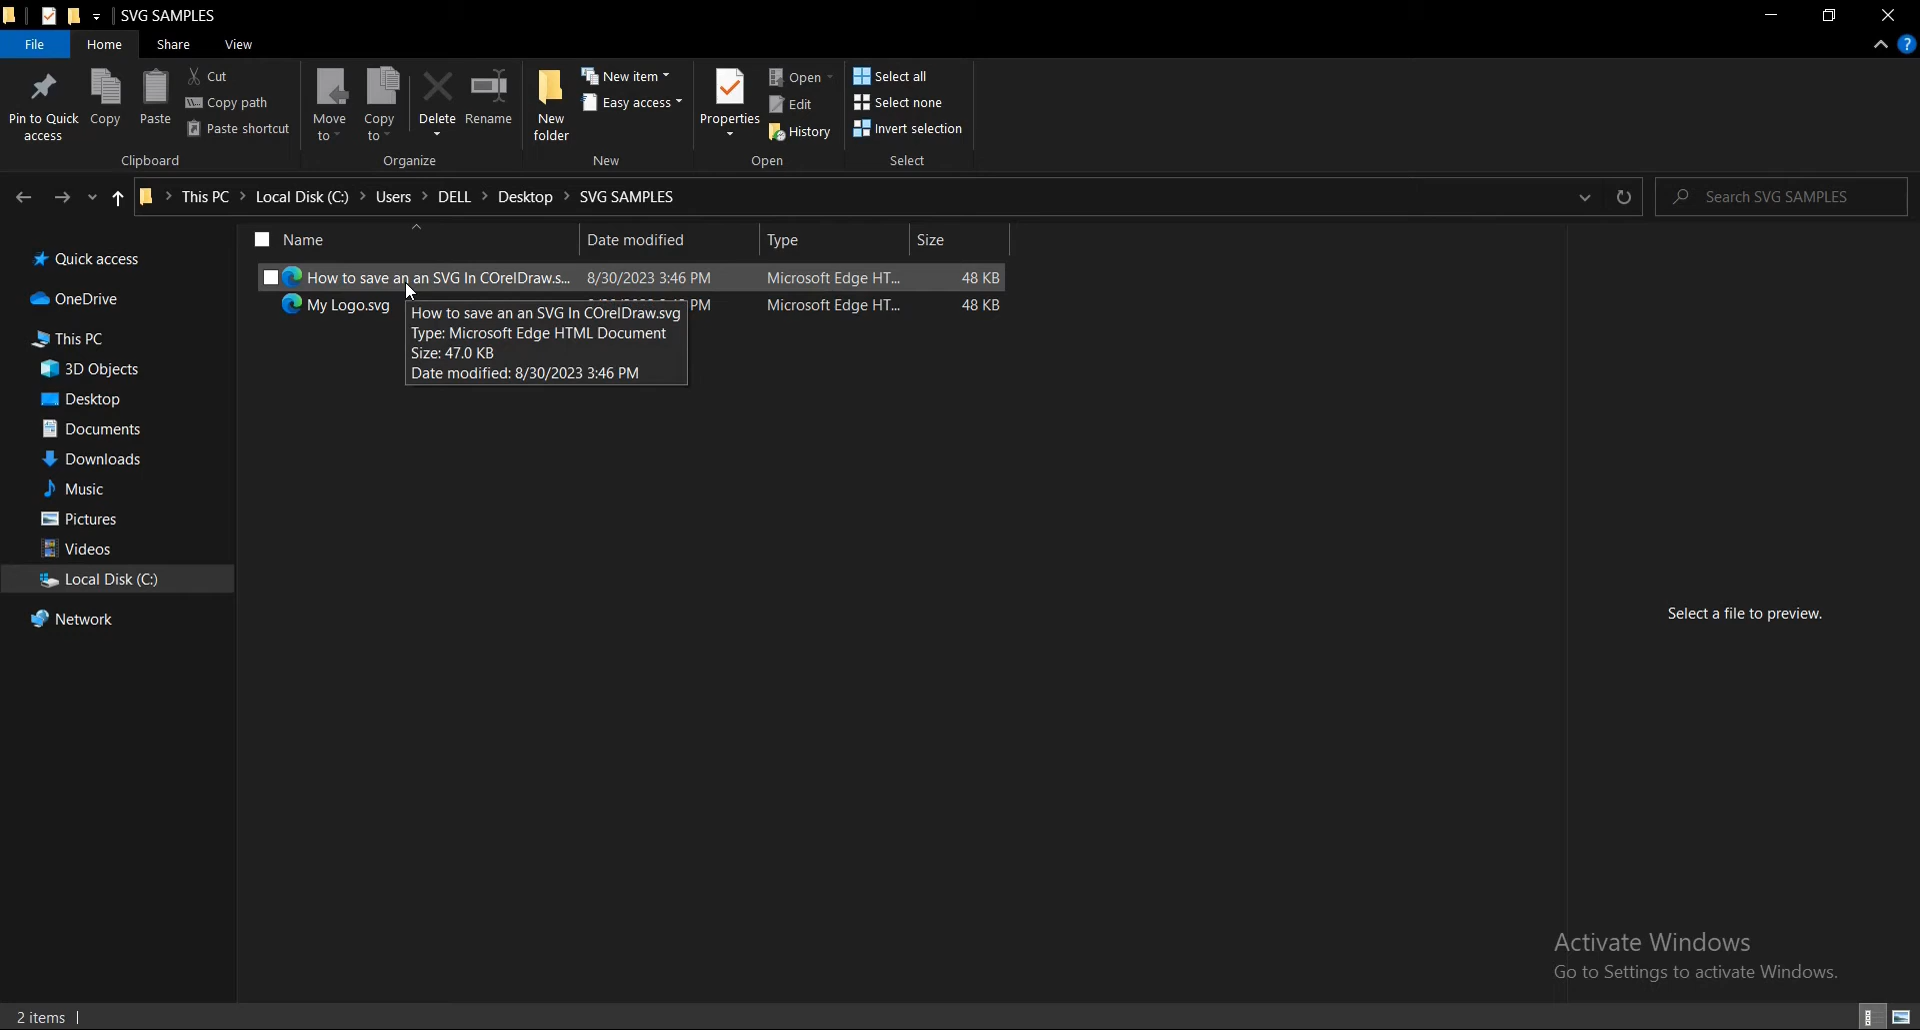 SVG SAMPLES
File Home Share View
Pin to Quick access
Copy
Paste
Cut
Copy path
Paste shortcut
Clipboard
Move to
Copy to
Delete
Rename
Organize
New folder
New item
Easy access
New
Properties
Open
Edit
History
Open
Select all
Select none
Invert selection
Select
This PC > Local Disk (C:) > Users > DELL > Desktop > SVG SAMPLES
Search SVG SAMPLES
Quick access
OneDrive
This PC
3D Objects
Desktop
Documents
Downloads
Music
Pictures
Videos
Local Disk (C:)
Network
Name Date modified Type Size
How to save an an SVG In COrelDraw.s... 8/30/2023 3:46 PM Microsoft Edge HT... 48 KB
My Logo.svg PM Microsoft Edge HT... 48 KB
How to save an an SVG In COrelDraw.svg
Type: Microsoft Edge HTML Document
Size: 47.0 KB
Date modified: 8/30/2023 3:46 PM
Select a file to preview.
Activate Windows
Go to Settings to activate Windows.
2 items